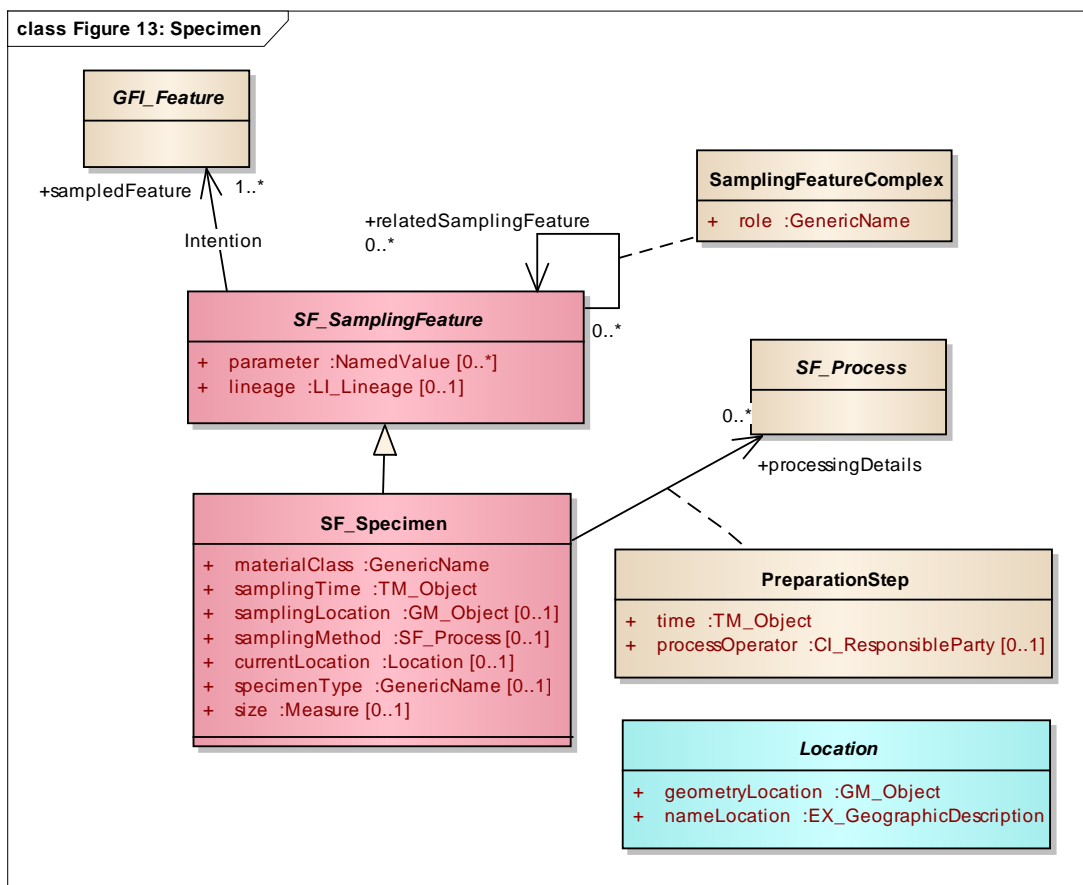 class Figure 13: Specimen
GFI_Feature
+sampledFeature
1..*
Intention
SamplingFeatureComplex
+ role :GenericName
+relatedSamplingFeature
0..*
0..*
SF_SamplingFeature
+ parameter :NamedValue [0..*]
+ lineage :LI_Lineage [0..1]
SF_Process
0..*
+processingDetails
SF_Specimen
+ materialClass :GenericName
+ samplingTime :TM_Object
+ samplingLocation :GM_Object [0..1]
+ samplingMethod :SF_Process [0..1]
+ currentLocation :Location [0..1]
+ specimenType :GenericName [0..1]
+ size :Measure [0..1]
PreparationStep
+ time :TM_Object
+ processOperator :CI_ResponsibleParty [0..1]
Location
+ geometryLocation :GM_Object
+ nameLocation :EX_GeographicDescription